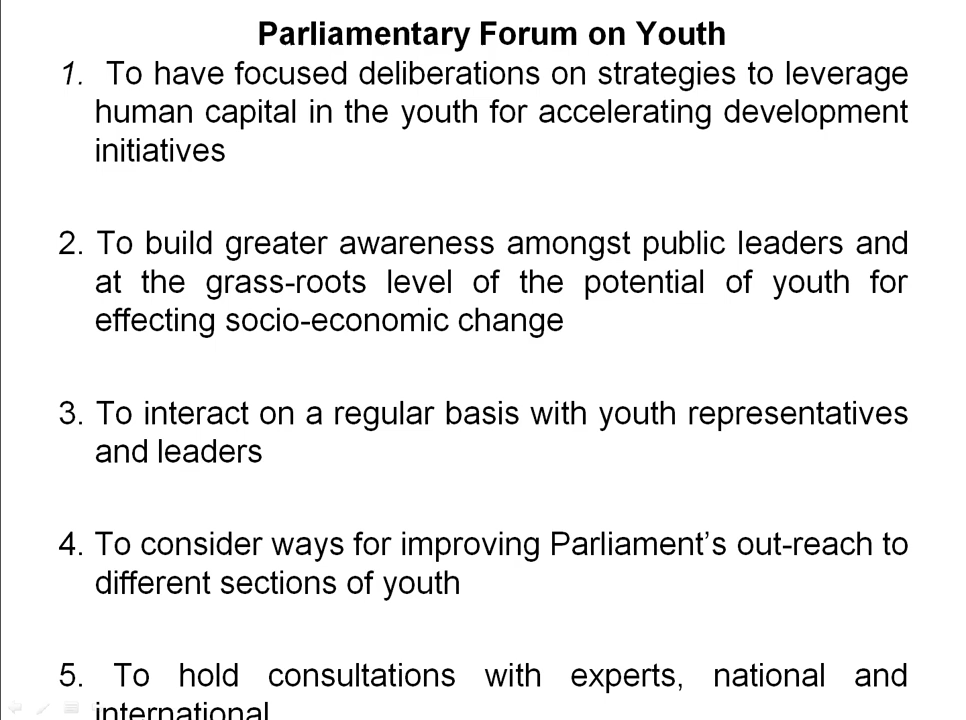 Parliamentary Forum on Youth
1. To have focused deliberations on strategies to leverage
human capital in the youth for accelerating development
initiatives
2. To build greater awareness amongst public leaders and
at the grass-roots level of the potential of youth for
effecting socio-economic change
3. To interact on a regular basis with youth representatives
and leaders
4. To consider ways for improving Parliament’s out-reach to
different sections of youth
5. To hold consultations with experts, national and
international